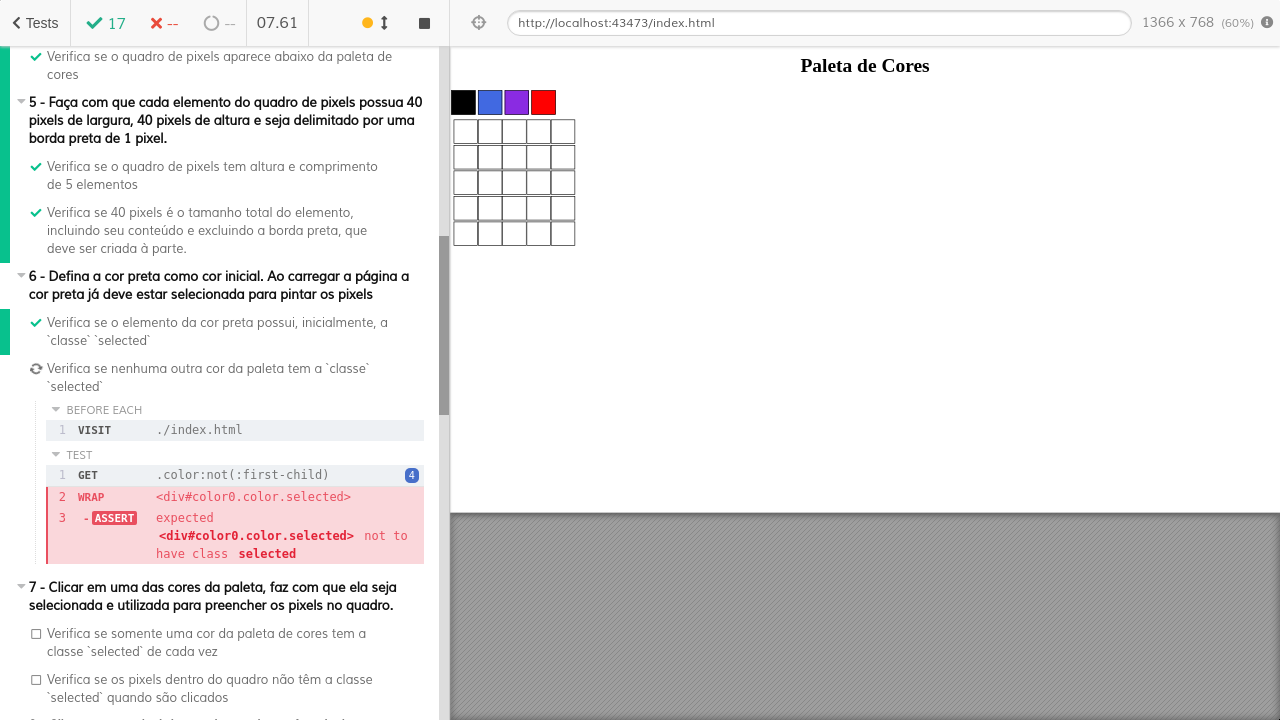 Tests 17 -- -- 07.61 http://localhost:43473/index.html 1366 x 768 (60%)
Verifica se o quadro de pixels aparece abaixo da paleta de
cores
5 - Faça com que cada elemento do quadro de pixels possua 40
pixels de largura, 40 pixels de altura e seja delimitado por uma
borda preta de 1 pixel.
Verifica se o quadro de pixels tem altura e comprimento
de 5 elementos
Verifica se 40 pixels é o tamanho total do elemento,
incluindo seu conteúdo e excluindo a borda preta, que
deve ser criada à parte.
6 - Defina a cor preta como cor inicial. Ao carregar a página a
cor preta já deve estar selecionada para pintar os pixels
Verifica se o elemento da cor preta possui, inicialmente, a
`classe` `selected`
Verifica se nenhuma outra cor da paleta tem a `classe`
`selected`
BEFORE EACH
1 VISIT ./index.html
TEST
1 GET .color:not(:first-child) 4
2 WRAP <div#color0.color.selected>
3 - ASSERT expected
<div#color0.color.selected> not to
have class selected
7 - Clicar em uma das cores da paleta, faz com que ela seja
selecionada e utilizada para preencher os pixels no quadro.
Verifica se somente uma cor da paleta de cores tem a
classe `selected` de cada vez
Verifica se os pixels dentro do quadro não têm a classe
`selected` quando são clicados
Paleta de Cores